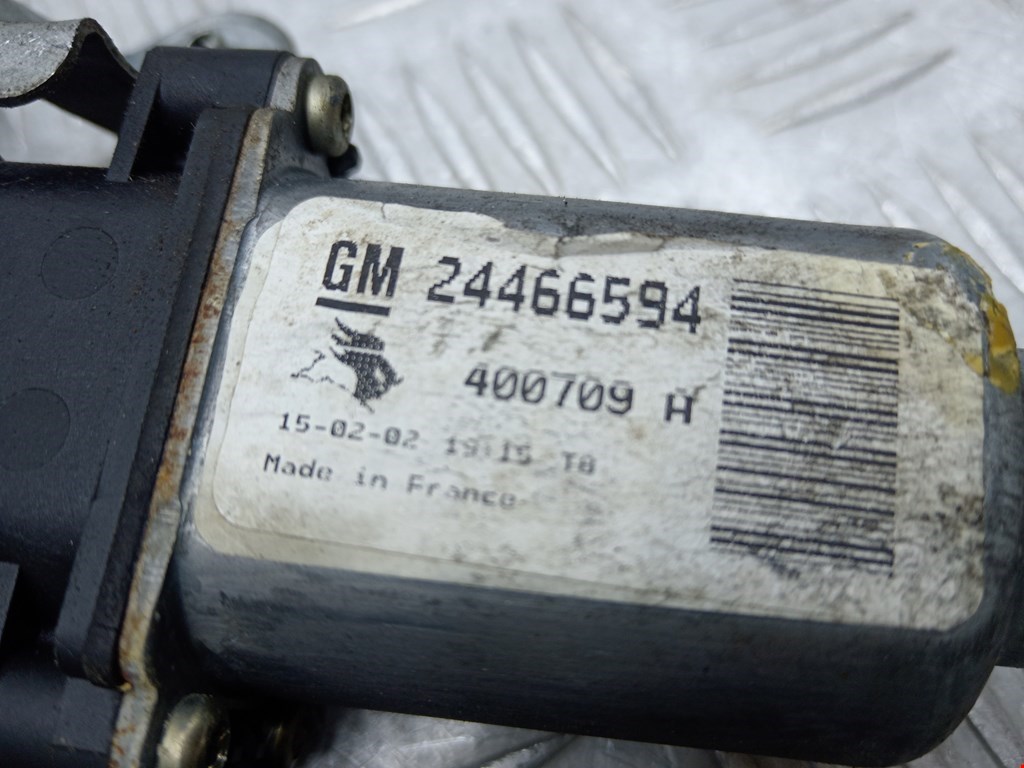 GM 24466594
400709 A
15-02-02 19:15 T8
Made in France